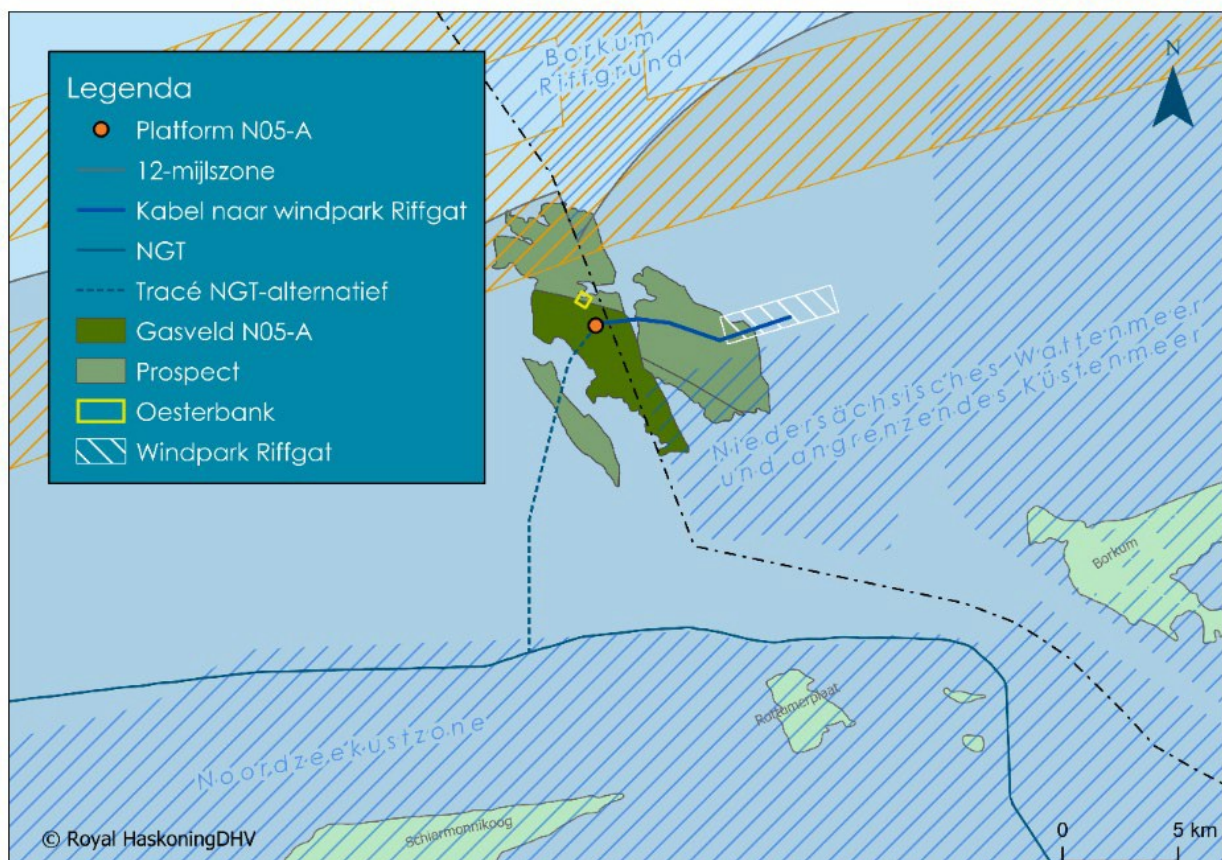 Borkum
Riffgrund
N
Legenda
Platform N05-A
12-mijlszone
Kabel naar windpark Riffgat
NGT
Tracé NGT-alternatief
Gasveld N05-A
Prospect
Oesterbank
Windpark Riffgat
Niedersächsisches Wattenmeer
und angrenzendes Küstenmeer
Borkum
Rottumerplaat
Noordzeekustzone
Schiermonnikoog
© Royal HaskoningDHV
0 5 km